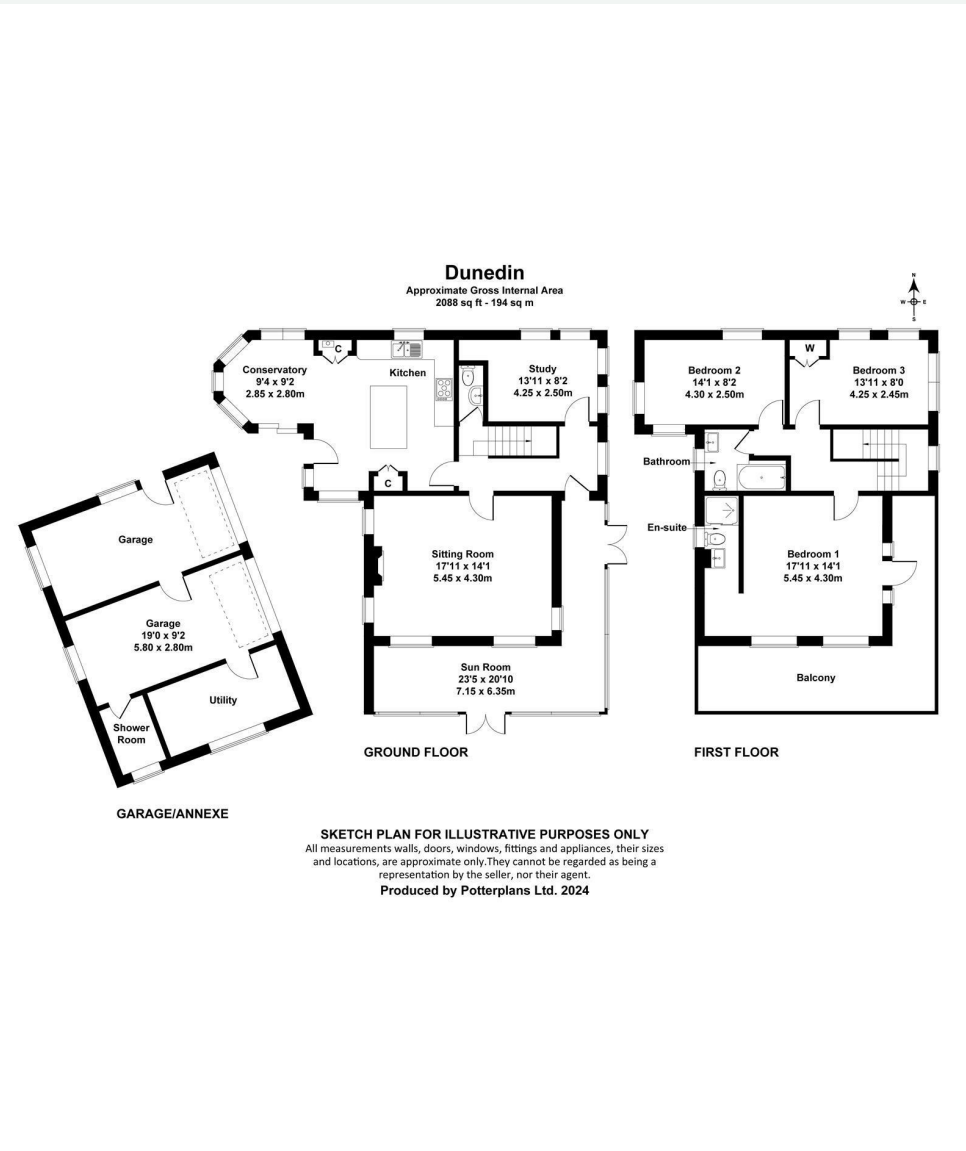 Dunedin
Approximate Gross Internal Area
2088 sq ft - 194 sq m
N
W
E
S
Conservatory
9'4 x 9'2
2.85 x 2.80m
C
Kitchen
C
Study
13'11 x 8'2
4.25 x 2.50m
Sitting Room
17'11 x 14'1
5.45 x 4.30m
Sun Room
23'5 x 20'10
7.15 x 6.35m
GROUND FLOOR
Bedroom 2
14'1 x 8'2
4.30 x 2.50m
W
Bedroom 3
13'11 x 8'0
4.25 x 2.45m
Bathroom
En-suite
Bedroom 1
17'11 x 14'1
5.45 x 4.30m
Balcony
FIRST FLOOR
Garage
Garage
19'0 x 9'2
5.80 x 2.80m
Utility
Shower
Room
GARAGE/ANNEXE
SKETCH PLAN FOR ILLUSTRATIVE PURPOSES ONLY
All measurements walls, doors, windows, fittings and appliances, their sizes
and locations, are approximate only.They cannot be regarded as being a
representation by the seller, nor their agent.
Produced by Potterplans Ltd. 2024